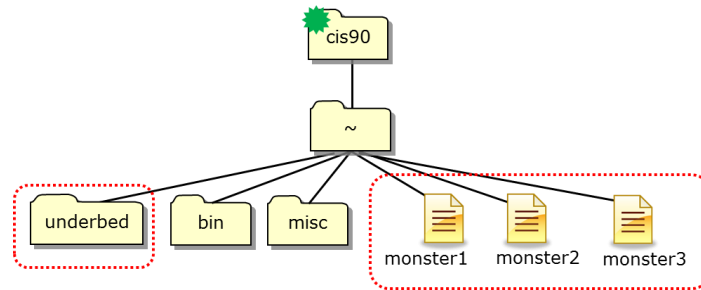 cis90
~
underbed
bin
misc
monster1
monster2
monster3